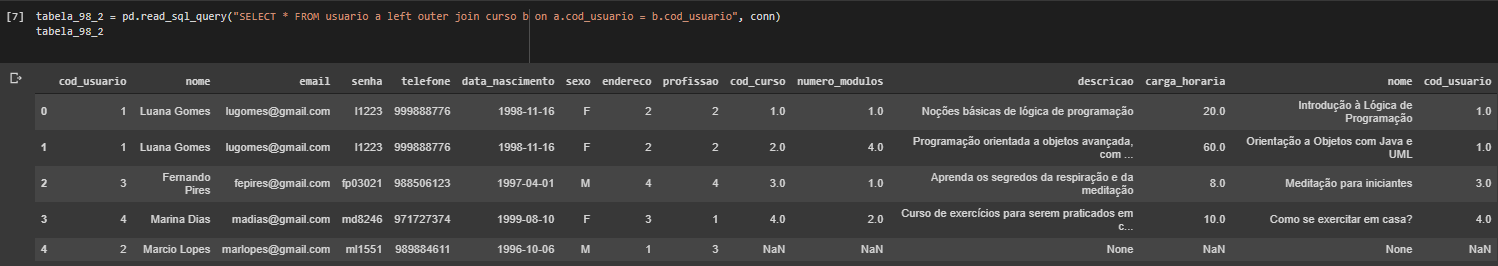 [7] tabela_98_2 = pd.read_sql_query("SELECT * FROM usuario a left outer join curso b on a.cod_usuario = b.cod_usuario", conn)
tabela_98_2
cod_usuario nome email senha telefone data_nascimento sexo endereco profissao cod_curso numero_modulos descricao carga_horaria nome cod_usuario
0 1 Luana Gomes lugomes@gmail.com l1223 999888776 1998-11-16 F 2 2 1.0 1.0 Noções básicas de lógica de programação 20.0 Introdução à Lógica de
Programação 1.0
1 1 Luana Gomes lugomes@gmail.com l1223 999888776 1998-11-16 F 2 2 2.0 4.0 Programação orientada a objetos avançada,
com ... 60.0 Orientação a Objetos com Java e
UML 1.0
2 3 Fernando
Pires fepires@gmail.com fp03021 988506123 1997-04-01 M 4 4 3.0 1.0 Aprenda os segredos da respiração e da
meditação 8.0 Meditação para iniciantes 3.0
3 4 Marina Dias madias@gmail.com md8246 971727374 1999-08-10 F 3 1 4.0 2.0 Curso de exercícios para serem praticados em
c... 10.0 Como se exercitar em casa? 4.0
4 2 Marcio Lopes marlopes@gmail.com ml1551 989884611 1996-10-06 M 1 3 NaN NaN None NaN None NaN